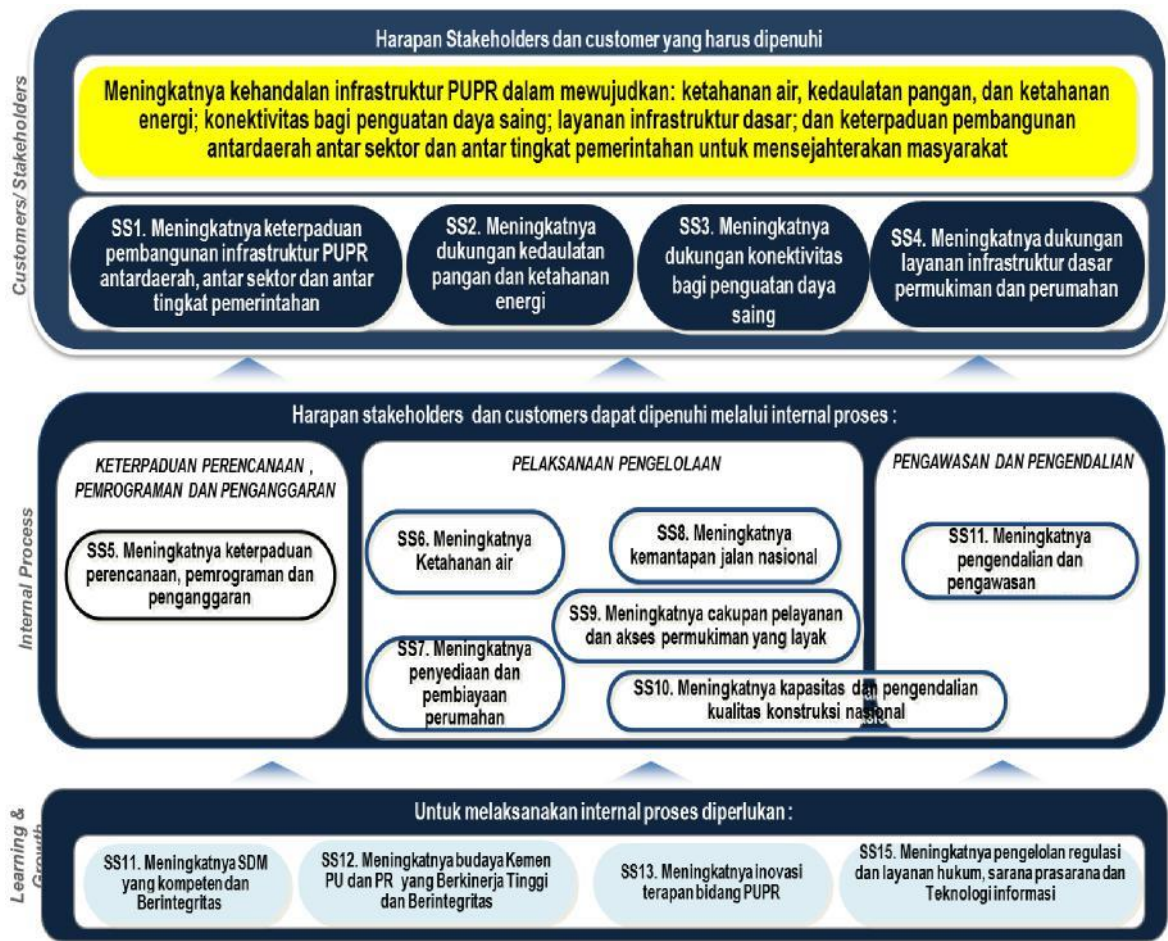 Customers/ Stakeholders
Harapan Stakeholders dan customer yang harus dipenuhi
Meningkatnya kehandalan infrastruktur PUPR dalam mewujudkan: ketahanan air, kedaulatan pangan, dan ketahanan
energi; konektivitas bagi penguatan daya saing; layanan infrastruktur dasar; dan keterpaduan pembangunan
antardaerah antar sektor dan antar tingkat pemerintahan untuk mensejahterakan masyarakat
SS1. Meningkatnya keterpaduan
pembangunan infrastruktur PUPR
antardaerah, antar sektor dan antar
tingkat pemerintahan
SS2. Meningkatnya
dukungan kedaulatan
pangan dan ketahanan
energi
SS3. Meningkatnya
dukungan konektivitas
bagi penguatan daya
saing
SS4. Meningkatnya dukungan
layanan infrastruktur dasar
permukiman dan perumahan
Internal Process
Harapan stakeholders dan customers dapat dipenuhi melalui internal proses :
KETERPADUAN PERENCANAAN ,
PEMROGRAMAN DAN PENGANGGARAN
SS5. Meningkatnya keterpaduan
perencanaan, pemrograman dan
penganggaran
PELAKSANAAN PENGELOLAAN
SS6. Meningkatnya
Ketahanan air
SS8. Meningkatnya
kemantapan jalan nasional
SS9. Meningkatnya cakupan pelayanan
dan akses permukiman yang layak
SS7. Meningkatnya
penyediaan dan
pembiayaan
perumahan
SS10. Meningkatnya kapasitas dan pengendalian
kualitas konstruksi nasional
PENGAWASAN DAN PENGENDALIAN
SS11. Meningkatnya
pengendalian dan
pengawasan
Learning &
Growth
Untuk melaksanakan internal proses diperlukan :
SS11. Meningkatnya SDM
yang kompeten dan
Berintegritas
SS12. Meningkatnya budaya Kemen
PU dan PR yang Berkinerja Tinggi
dan Berintegritas
SS13. Meningkatnya inovasi
terapan bidang PUPR
SS15. Meningkatnya pengelolan regulasi
dan layanan hukum, sarana prasarana dan
Teknologi informasi